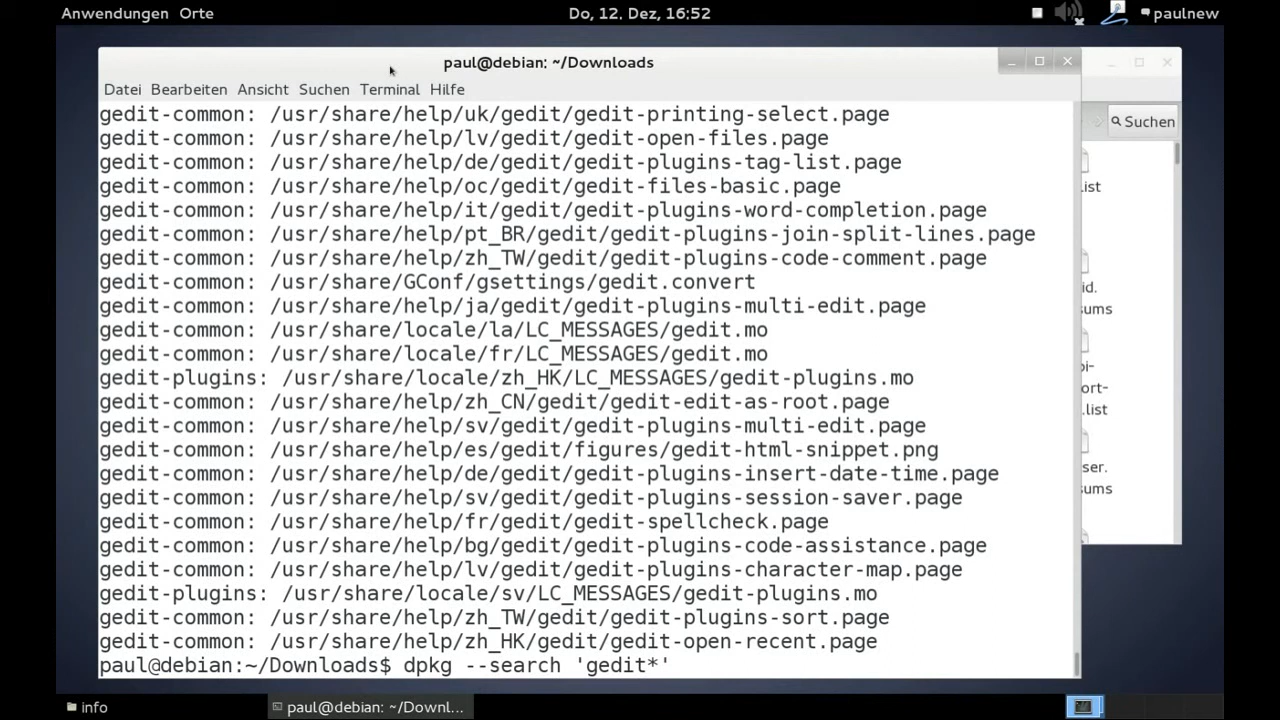 Anwendungen Orte
Do, 12. Dez, 16:52
paulnew
paul@debian: ~/Downloads
Datei Bearbeiten Ansicht Suchen Terminal Hilfe
gedit-common: /usr/share/help/uk/gedit/gedit-printing-select.page
gedit-common: /usr/share/help/lv/gedit/gedit-open-files.page
gedit-common: /usr/share/help/de/gedit/gedit-plugins-tag-list.page
gedit-common: /usr/share/help/oc/gedit/gedit-files-basic.page
gedit-common: /usr/share/help/it/gedit/gedit-plugins-word-completion.page
gedit-common: /usr/share/help/pt_BR/gedit/gedit-plugins-join-split-lines.page
gedit-common: /usr/share/help/zh_TW/gedit/gedit-plugins-code-comment.page
gedit-common: /usr/share/GConf/gsettings/gedit.convert
gedit-common: /usr/share/help/ja/gedit/gedit-plugins-multi-edit.page
gedit-common: /usr/share/locale/la/LC_MESSAGES/gedit.mo
gedit-common: /usr/share/locale/fr/LC_MESSAGES/gedit.mo
gedit-plugins: /usr/share/locale/zh_HK/LC_MESSAGES/gedit-plugins.mo
gedit-common: /usr/share/help/zh_CN/gedit/gedit-edit-as-root.page
gedit-common: /usr/share/help/sv/gedit/gedit-plugins-multi-edit.page
gedit-common: /usr/share/help/es/gedit/figures/gedit-html-snippet.png
gedit-common: /usr/share/help/de/gedit/gedit-plugins-insert-date-time.page
gedit-common: /usr/share/help/sv/gedit/gedit-plugins-session-saver.page
gedit-common: /usr/share/help/fr/gedit/gedit-spellcheck.page
gedit-common: /usr/share/help/bg/gedit/gedit-plugins-code-assistance.page
gedit-common: /usr/share/help/lv/gedit/gedit-plugins-character-map.page
gedit-plugins: /usr/share/locale/sv/LC_MESSAGES/gedit-plugins.mo
gedit-common: /usr/share/help/zh_TW/gedit/gedit-plugins-sort.page
gedit-common: /usr/share/help/zh_HK/gedit/gedit-open-recent.page
paul@debian:~/Downloads$ dpkg --search 'gedit*'
Suchen
ist
id.
sums
oi-
ort-
.list
ser.
sums
info
paul@debian: ~/Downl...